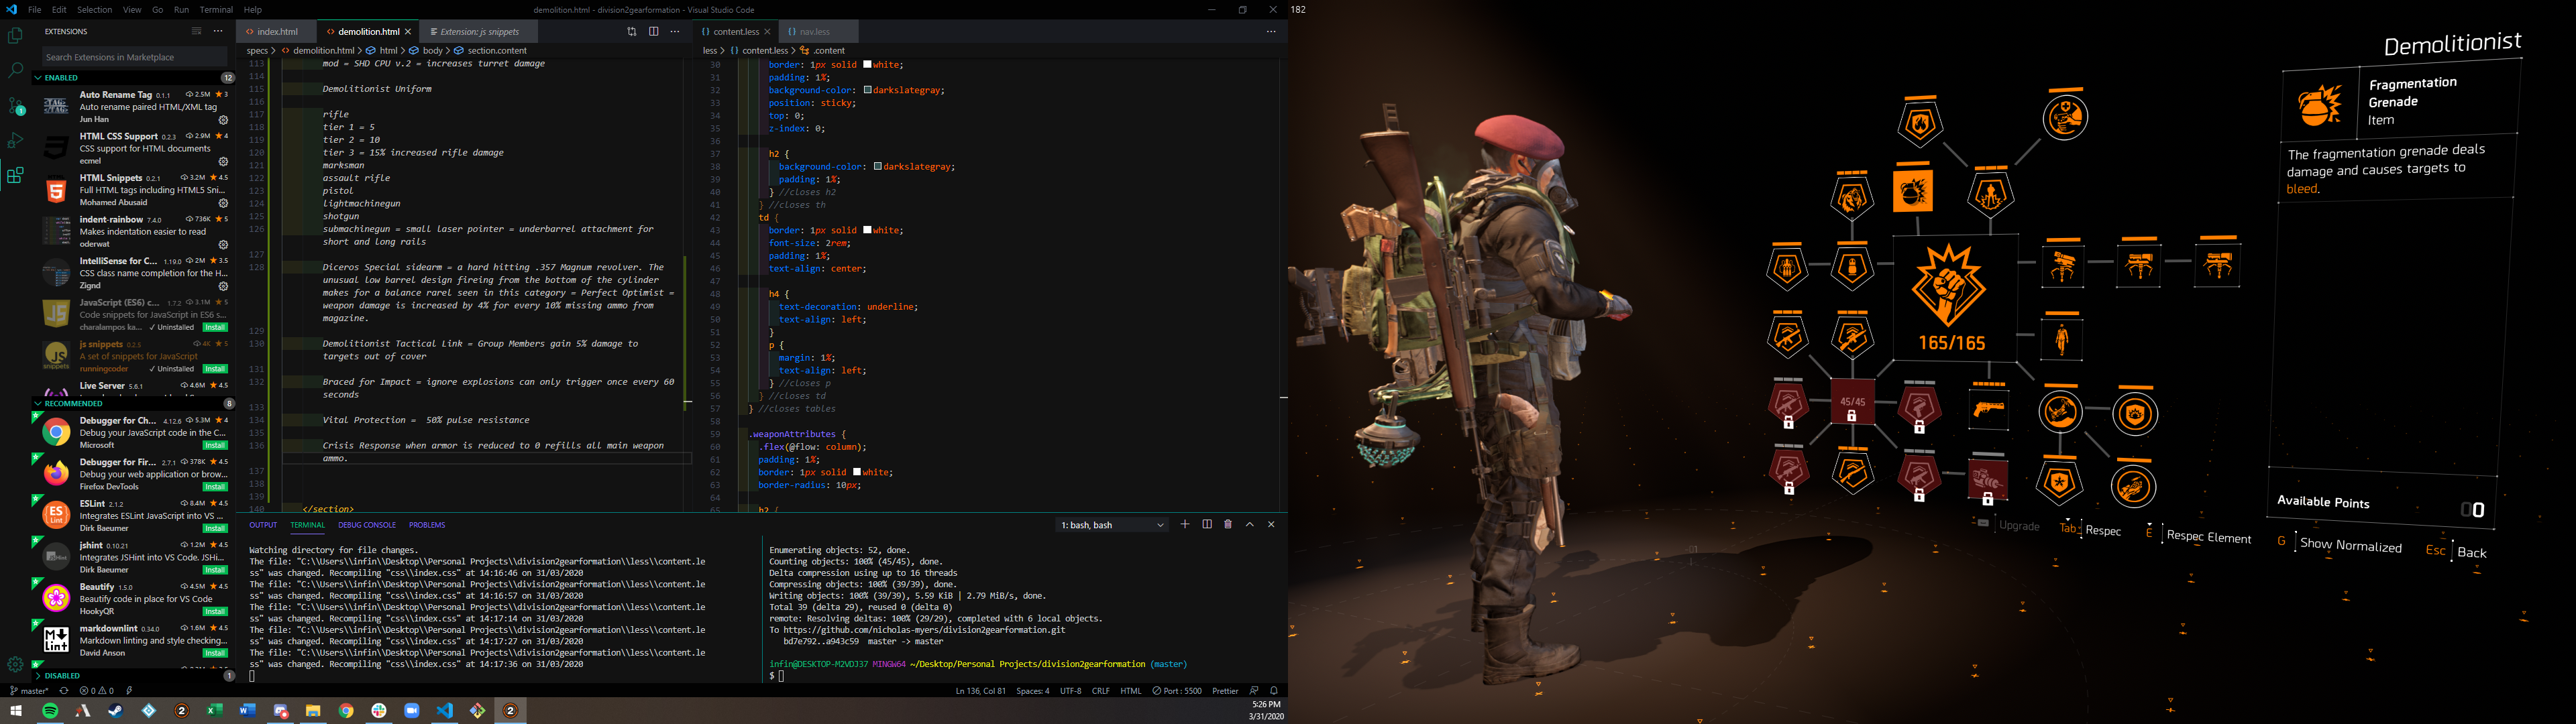 File Edit Selection View Go Run Terminal Help
demolition.html - division2gearformation - Visual Studio Code
EXTENSIONS
Search Extensions in Marketplace
ENABLED 12
Auto Rename Tag 0.1.1 2.5M 3
Auto rename paired HTML/XML tag
Jun Han
HTML CSS Support 0.2.3 2.9M 4
CSS support for HTML documents
ecmel
HTML Snippets 0.2.1 3.2M 4.5
Full HTML tags including HTML5 Sni...
Mohamed Abusaid
indent-rainbow 7.4.0 736K 5
Makes indentation easier to read
oderwat
IntelliSense for C... 1.19.0 2M 3.5
CSS class name completion for the H...
Zignd
JavaScript (ES6) c... 1.7.2 3.1M 5
Code snippets for JavaScript in ES6 s...
charalampos ka... ✓ Uninstalled Install
js snippets 0.2.5 4K 5
A set of snippets for JavaScript
runningcoder ✓ Uninstalled Install
Live Server 5.6.1 4.6M 4.5
RECOMMENDED 8
Debugger for Ch... 4.12.6 5.3M 4
Debug your JavaScript code in the C...
Microsoft Install
Debugger for Fir... 2.7.1 378K 4.5
Debug your web application or brow...
Firefox DevTools Install
ESLint 2.1.2 8.4M 4.5
Integrates ESLint JavaScript into VS ...
Dirk Baeumer Install
jshint 0.10.21 1.2M 4.5
Integrates JSHint into VS Code. JSHi...
Dirk Baeumer Install
Beautify 1.5.0 4.5M 4.5
Beautify code in place for VS Code
HookyQR Install
markdownlint 0.34.0 1.6M 4.5
Markdown linting and style checking...
David Anson Install
DISABLED 1
index.html demolition.html Extension: js snippets
specs > demolition.html > html > body > section.content
113 mod = SHD CPU v.2 = increases turret damage
114
115 Demolitionist Uniform
116
117 rifle
118 tier 1 = 5
119 tier 2 = 10
120 tier 3 = 15% increased rifle damage
121 marksman
122 assault rifle
123 pistol
124 lightmachinegun
125 shotgun
126 submachinegun = small laser pointer = underbarrel attachment for
short and long rails
127
128 Diceros Special sidearm = a hard hitting .357 Magnum revolver. The
unusual low barrel design fireing from the bottom of the cylinder
makes for a balance rarel seen in this category = Perfect Optimist =
weapon damage is increased by 4% for every 10% missing ammo from
magazine.
129
130 Demolitionist Tactical Link = Group Members gain 5% damage to
targets out of cover
131
132 Braced for Impact = ignore explosions can only trigger once every 60
seconds
133
134 Vital Protection = 50% pulse resistance
135
136 Crisis Response when armor is reduced to 0 refills all main weapon
ammo.
137
138
139
140 </section>
content.less nav.less
less > content.less > .content
30 border: 1px solid white;
31 padding: 1%;
32 background-color: darkslategray;
33 position: sticky;
34 top: 0;
35 z-index: 0;
36
37 h2 {
38 background-color: darkslategray;
39 padding: 1%;
40 } //closes h2
41 } //closes th
42 td {
43 border: 1px solid white;
44 font-size: 2rem;
45 padding: 1%;
46 text-align: center;
47
48 h4 {
49 text-decoration: underline;
50 text-align: left;
51 }
52 p {
53 margin: 1%;
54 text-align: left;
55 } //closes p
56 } //closes td
57 } //closes tables
58
59 .weaponAttributes {
60 .flex(@flow: column);
61 padding: 1%;
62 border: 1px solid white;
63 border-radius: 10px;
64
65 h2 {
OUTPUT TERMINAL DEBUG CONSOLE PROBLEMS
1: bash, bash
Watching directory for file changes.
The file: "C:\\Users\\infin\\Desktop\\Personal Projects\\division2gearformation\\less\\content.le
ss" was changed. Recompiling "css\\index.css" at 14:16:46 on 31/03/2020
The file: "C:\\Users\\infin\\Desktop\\Personal Projects\\division2gearformation\\less\\content.le
ss" was changed. Recompiling "css\\index.css" at 14:16:57 on 31/03/2020
The file: "C:\\Users\\infin\\Desktop\\Personal Projects\\division2gearformation\\less\\content.le
ss" was changed. Recompiling "css\\index.css" at 14:17:14 on 31/03/2020
The file: "C:\\Users\\infin\\Desktop\\Personal Projects\\division2gearformation\\less\\content.le
ss" was changed. Recompiling "css\\index.css" at 14:17:27 on 31/03/2020
The file: "C:\\Users\\infin\\Desktop\\Personal Projects\\division2gearformation\\less\\content.le
ss" was changed. Recompiling "css\\index.css" at 14:17:36 on 31/03/2020
Enumerating objects: 52, done.
Counting objects: 100% (45/45), done.
Delta compression using up to 16 threads
Compressing objects: 100% (39/39), done.
Writing objects: 100% (39/39), 5.59 KiB | 2.79 MiB/s, done.
Total 39 (delta 29), reused 0 (delta 0)
remote: Resolving deltas: 100% (29/29), completed with 6 local objects.
To https://github.com/nicholas-myers/division2gearformation.git
bd7e792..a943c59 master -> master
infin@DESKTOP-M2VDJ37 MINGW64 ~/Desktop/Personal Projects/division2gearformation (master)
$
master* 0 0 Ln 136, Col 81 Spaces: 4 UTF-8 CRLF HTML Port : 5500 Prettier
5:26 PM
3/31/2020
182
Demolitionist
Fragmentation
Grenade
Item
The fragmentation grenade deals
damage and causes targets to
bleed.
165/165
45/45
Available Points 00
Upgrade Tab Respec E Respec Element G Show Normalized Esc Back